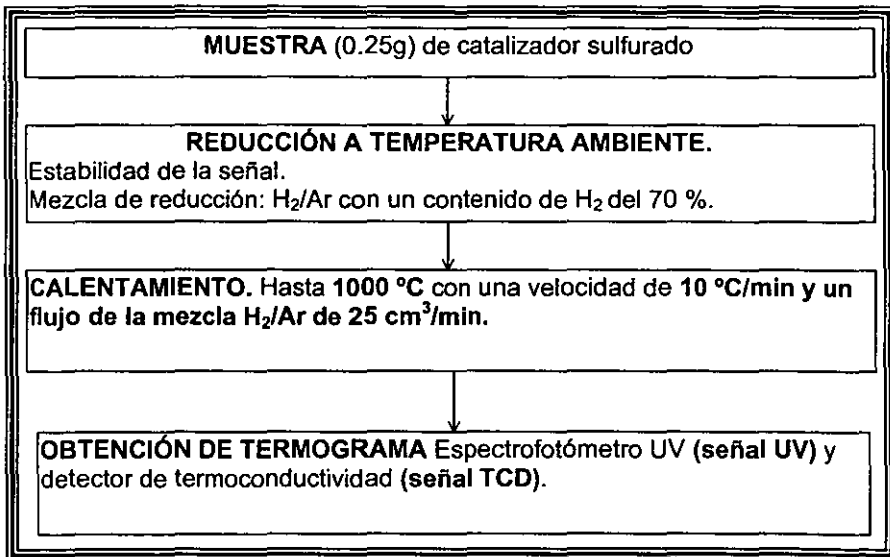 MUESTRA (0.25g) de catalizador sulfurado
REDUCCIÓN A TEMPERATURA AMBIENTE.
Estabilidad de la señal.
Mezcla de reducción: H₂/Ar con un contenido de H₂ del 70 %.
CALENTAMIENTO. Hasta 1000 ºC con una velocidad de 10 ºC/min y un
flujo de la mezcla H₂/Ar de 25 cm³/min.
OBTENCIÓN DE TERMOGRAMA Espectrofotómetro UV (señal UV) y
detector de termoconductividad (señal TCD).